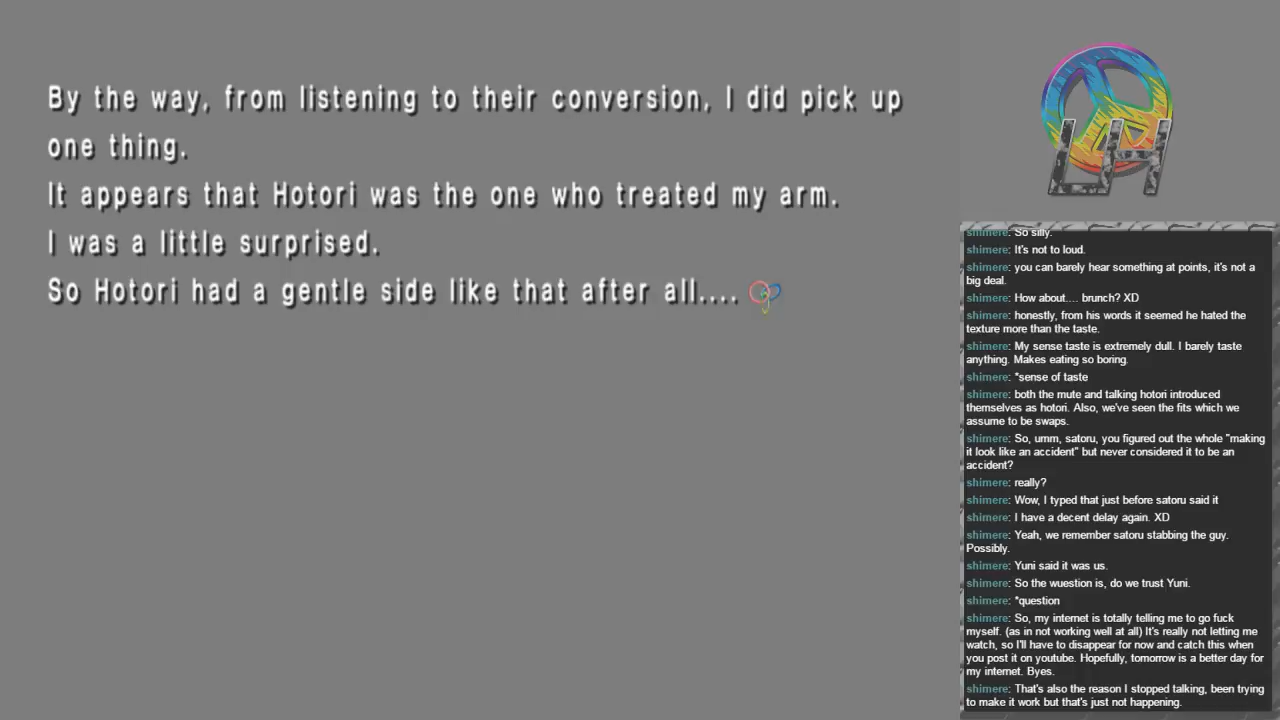 By the way, from listening to their conversion, I did pick up
one thing.
It appears that Hotori was the one who treated my arm.
I was a little surprised.
So Hotori had a gentle side like that after all....
LH
shimere: So silly.
shimere: It's not to loud.
shimere: you can barely hear something at points, it's not a
big deal.
shimere: How about.... brunch? XD
shimere: honestly, from his words it seemed he hated the
texture more than the taste.
shimere: My sense taste is extremely dull. I barely taste
anything. Makes eating so boring.
shimere: *sense of taste
shimere: both the mute and talking hotori introduced
themselves as hotori. Also, we've seen the fits which we
assume to be swaps.
shimere: So, umm, satoru, you figured out the whole "making
it look like an accident" but never considered it to be an
accident?
shimere: really?
shimere: Wow, I typed that just before satoru said it
shimere: I have a decent delay again. XD
shimere: Yeah, we remember satoru stabbing the guy.
Possibly.
shimere: Yuni said it was us.
shimere: So the wuestion is, do we trust Yuni.
shimere: *question
shimere: So, my internet is totally telling me to go fuck
myself. (as in not working well at all) It's really not letting me
watch, so I'll have to disappear for now and catch this when
you post it on youtube. Hopefully, tomorrow is a better day for
my internet. Byes.
shimere: That's also the reason I stopped talking, been trying
to make it work but that's just not happening.